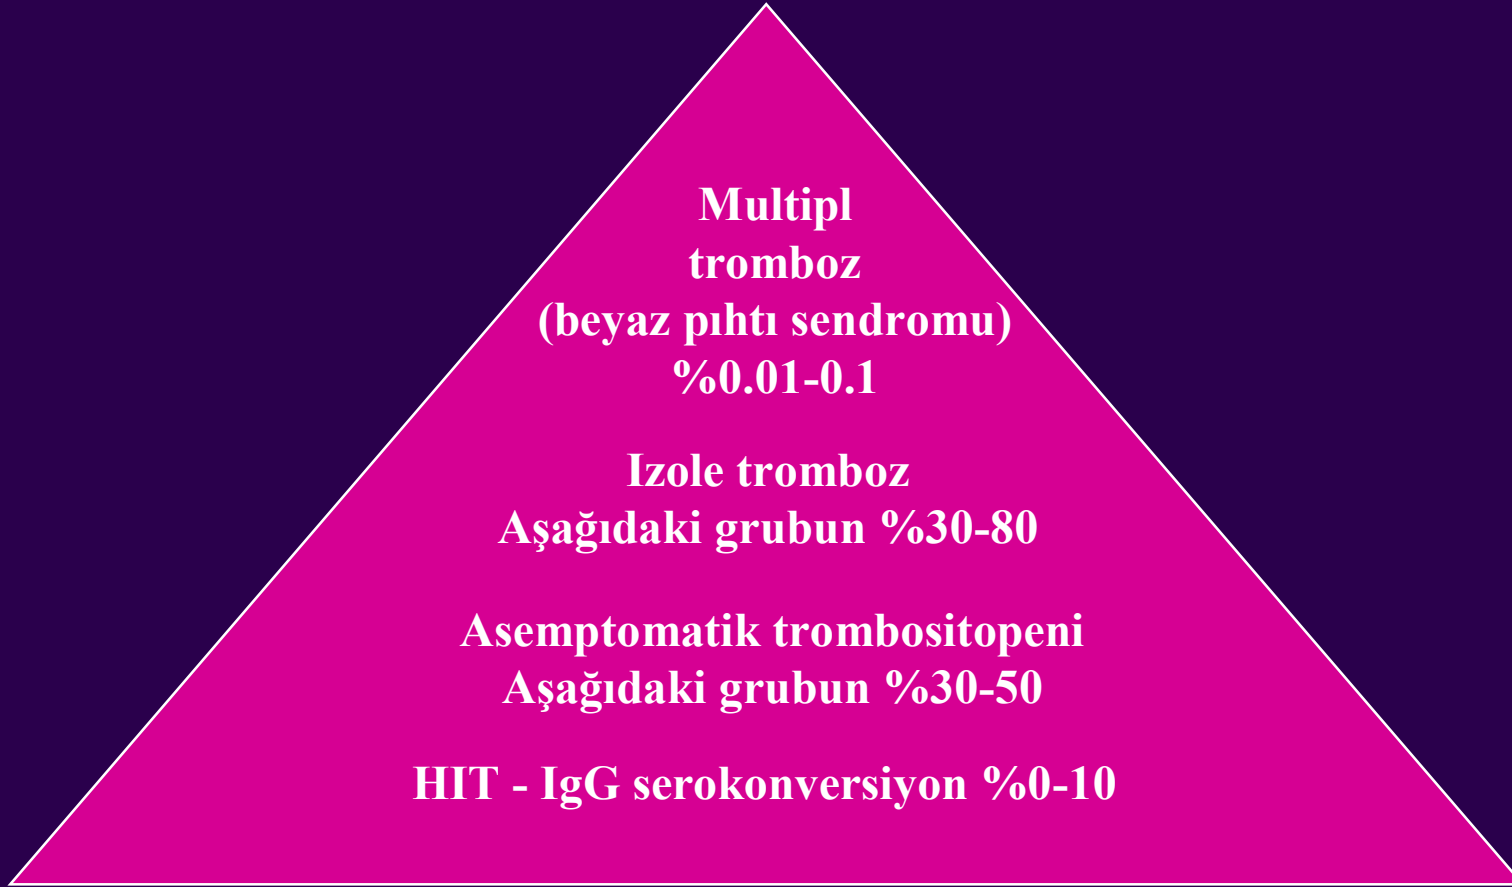 Multipl
tromboz
(beyaz pıhtı sendromu)
%0.01-0.1
Izole tromboz
Aşağıdaki grubun %30-80
Asemptomatik trombositopeni
Aşağıdaki grubun %30-50
HIT - IgG serokonversiyon %0-10